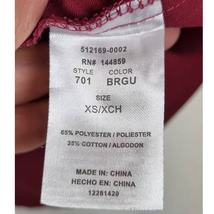 512169-0002
RN# 144859
STYLE COLOR
701 BRGU
SIZE
XS/XCH
65% POLYESTER / POLIESTER
35% COTTON / ALGODON
MADE IN CHINA
HECHO EN CHINA
12281420